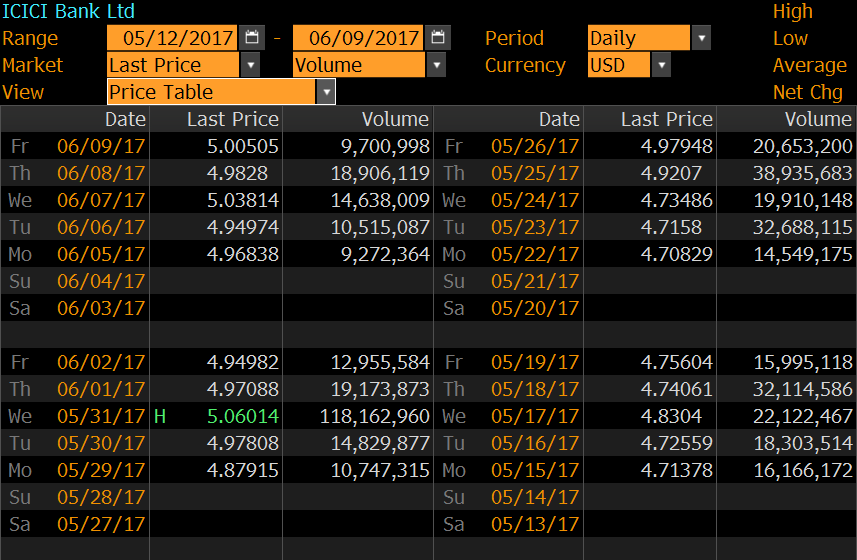 ICICI Bank Ltd High
Range 05/12/2017 - 06/09/2017 Period Daily Low
Market Last Price Volume Currency USD Average
View Price Table Net Chg
Date Last Price Volume Date Last Price Volume
Fr 06/09/17 5.00505 9,700,998 Fr 05/26/17 4.97948 20,653,200
Th 06/08/17 4.9828 18,906,119 Th 05/25/17 4.9207 38,935,683
We 06/07/17 5.03814 14,638,009 We 05/24/17 4.73486 19,910,148
Tu 06/06/17 4.94974 10,515,087 Tu 05/23/17 4.7158 32,688,115
Mo 06/05/17 4.96838 9,272,364 Mo 05/22/17 4.70829 14,549,175
Su 06/04/17 Su 05/21/17
Sa 06/03/17 Sa 05/20/17
Fr 06/02/17 4.94982 12,955,584 Fr 05/19/17 4.75604 15,995,118
Th 06/01/17 4.97088 19,173,873 Th 05/18/17 4.74061 32,114,586
We 05/31/17 H 5.06014 118,162,960 We 05/17/17 4.8304 22,122,467
Tu 05/30/17 4.97808 14,829,877 Tu 05/16/17 4.72559 18,303,514
Mo 05/29/17 4.87915 10,747,315 Mo 05/15/17 4.71378 16,166,172
Su 05/28/17 Su 05/14/17
Sa 05/27/17 Sa 05/13/17